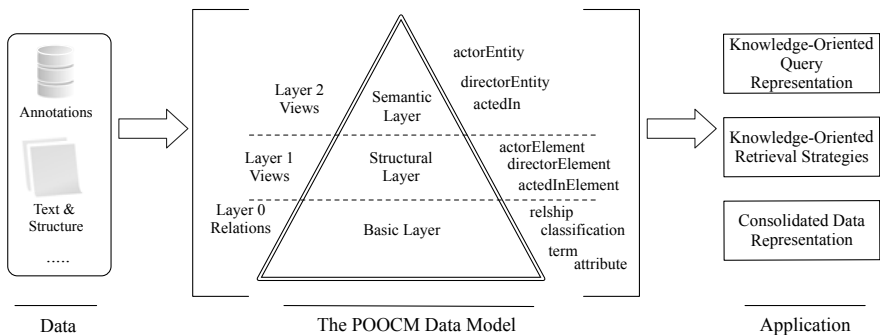 Annotations
Text &
Structure
.....
Data
Layer 2
Views
Layer 1
Views
Layer 0
Relations
Semantic
Layer
Structural
Layer
Basic Layer
actorEntity
directorEntity
actedIn
actorElement
directorElement
actedInElement
relship
classification
term
attribute
The POOCM Data Model
Knowledge-Oriented
Query
Representation
Knowledge-Oriented
Retrieval Strategies
Consolidated Data
Representation
Application